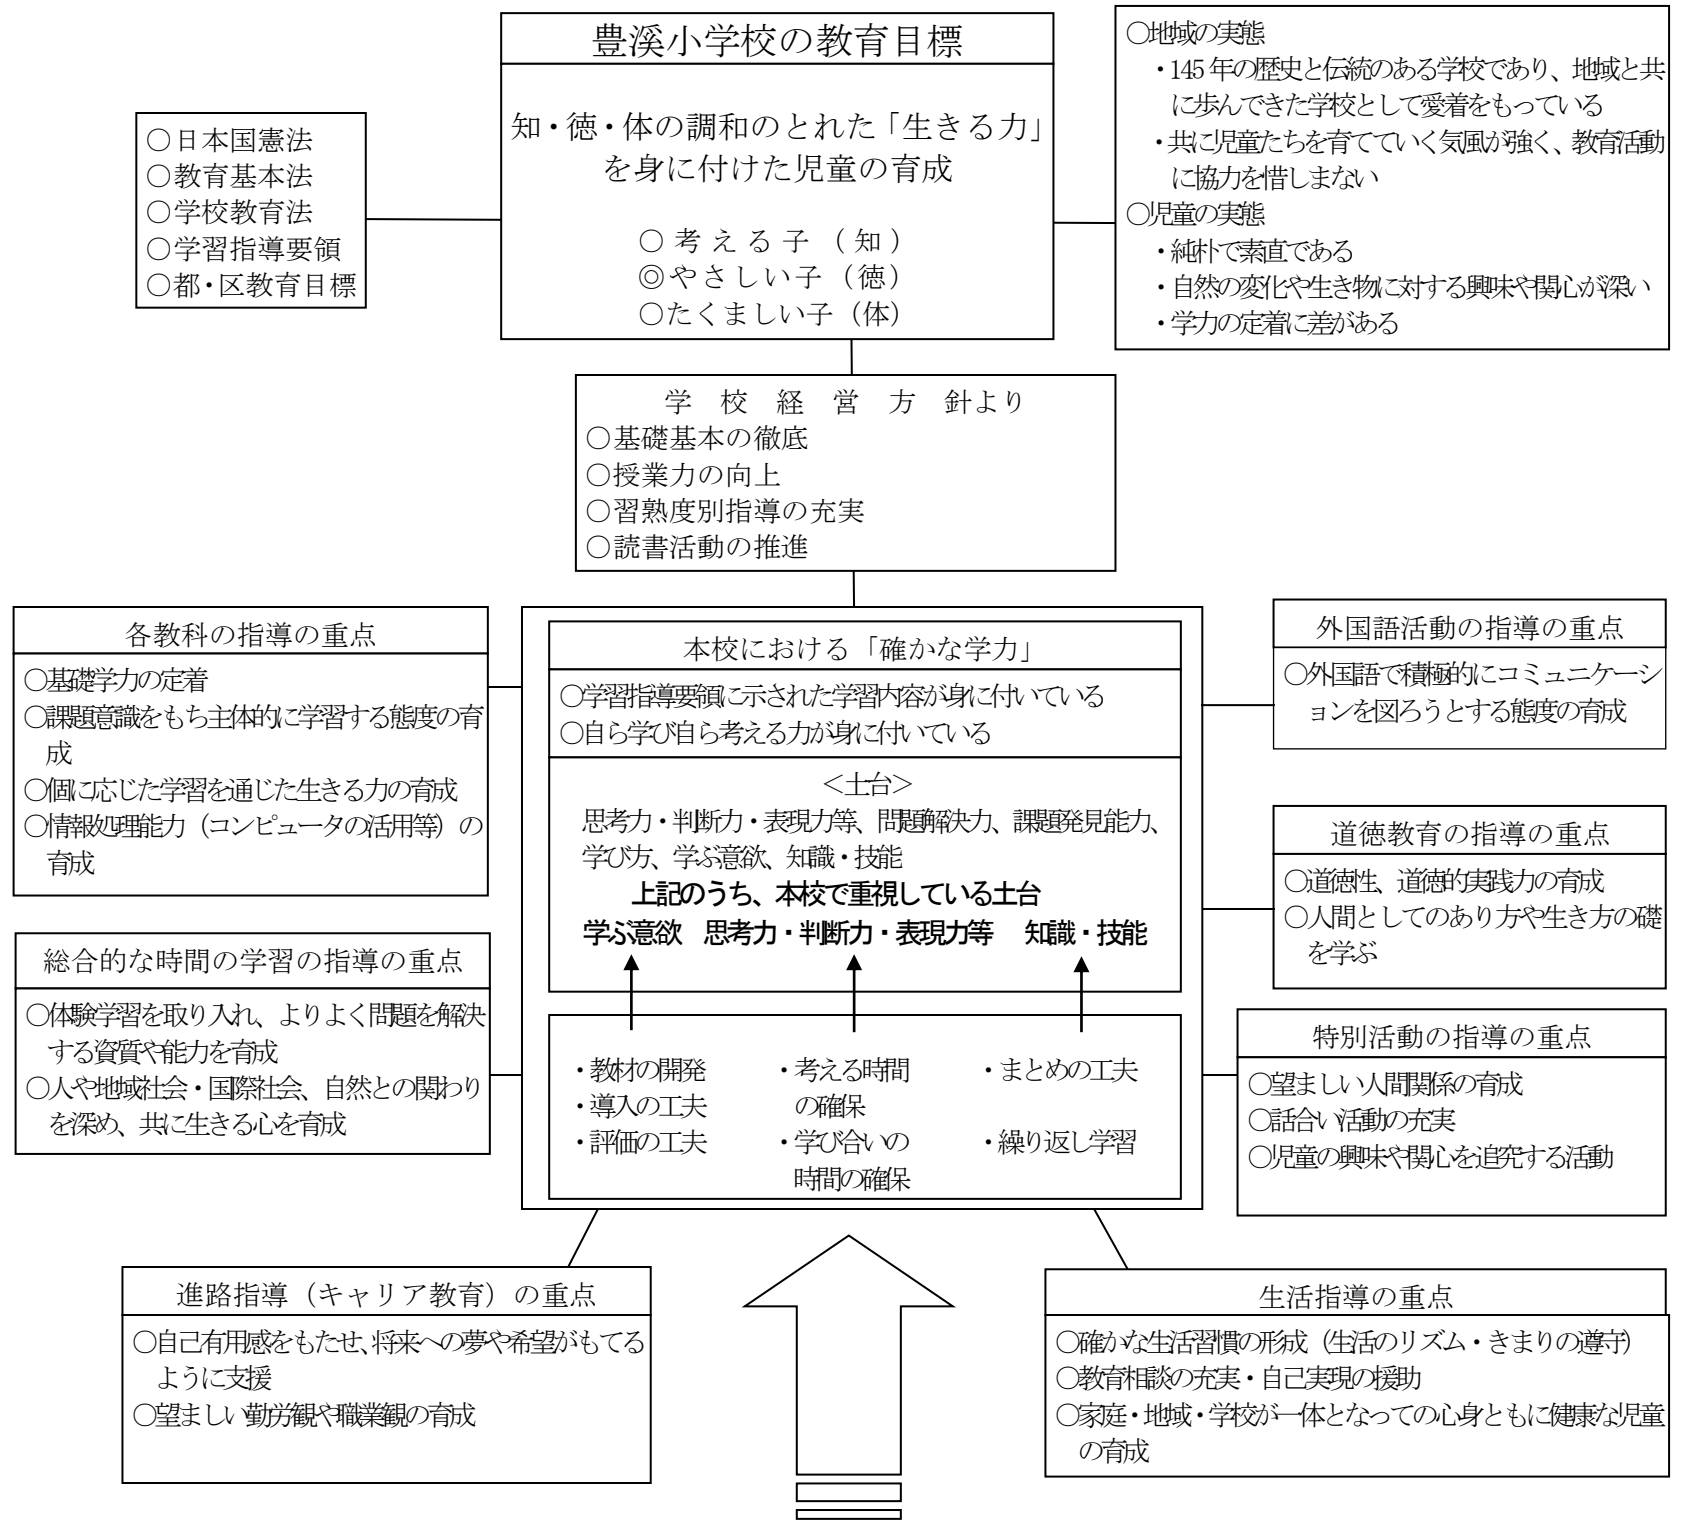 豊溪小学校の教育目標
知・徳・体の調和のとれた「生きる力」
を身に付けた児童の育成
○考える子（知）
◎やさしい子（徳）
○たくましい子（体）
○日本国憲法
○教育基本法
○学校教育法
○学習指導要領
○都・区教育目標
○地域の実態
・145年の歴史と伝統のある学校であり、地域と共
に歩んできた学校として愛着をもっている
・共に児童たちを育てていく気風が強く、教育活動
に協力を惜しまない
○児童の実態
・純朴で素直である
・自然の変化や生き物に対する興味や関心が深い
・学力の定着に差がある
学 校 経 営 方 針より
○基礎基本の徹底
○授業力の向上
○習熟度別指導の充実
○読書活動の推進
各教科の指導の重点
○基礎学力の定着
○課題意識をもち主体的に学習する態度の育
成
○個に応じた学習を通じた生きる力の育成
○情報処理能力（コンピュータの活用等）の
育成
総合的な時間の学習の指導の重点
○体験学習を取り入れ、よりよく問題を解決
する資質や能力を育成
○人や地域社会・国際社会、自然との関わり
を深め、共に生きる心を育成
本校における「確かな学力」
○学習指導要領に示された学習内容が身に付いている
○自ら学び自ら考える力が身に付いている
＜土台＞
思考力・判断力・表現力等、問題解決力、課題発見能力、
学び方、学ぶ意欲、知識・技能
上記のうち、本校で重視している土台
学ぶ意欲 思考力・判断力・表現力等 知識・技能
・教材の開発
・導入の工夫
・評価の工夫
・考える時間
の確保
・学び合いの
時間の確保
・まとめの工夫
・繰り返し学習
外国語活動の指導の重点
○外国語で積極的にコミュニケーシ
ョンを図ろうとする態度の育成
道徳教育の指導の重点
○道徳性、道徳的実践力の育成
○人間としてのあり方や生き方の礎
を学ぶ
特別活動の指導の重点
○望ましい人間関係の育成
○話合い活動の充実
○児童の興味や関心を追究する活動
進路指導（キャリア教育）の重点
○自己有用感をもたせ、将来への夢や希望がもてる
ように支援
○望ましい勤労観や職業観の育成
生活指導の重点
○確かな生活習慣の形成（生活のリズム・きまりの遵守）
○教育相談の充実・自己実現の援助
○家庭・地域・学校が一体となっての心身ともに健康な児童
の育成